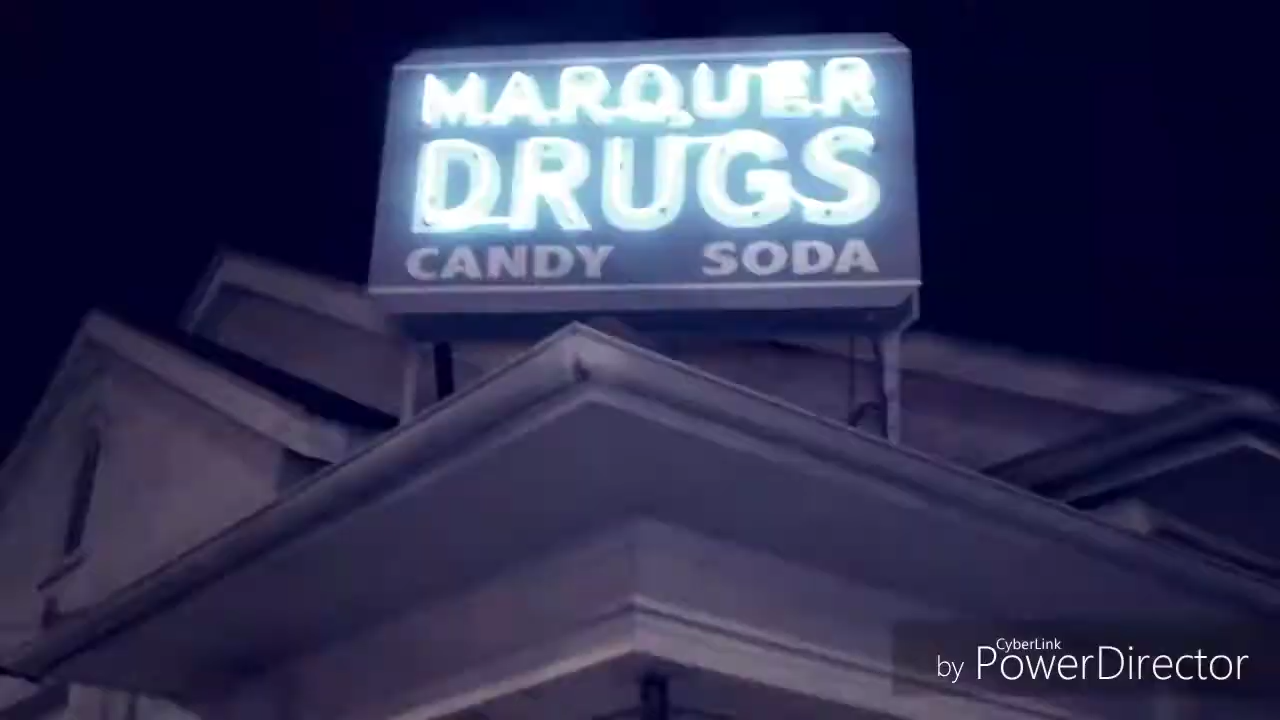 MARQUER
DRUGS
CANDY SODA
CyberLink
by PowerDirector